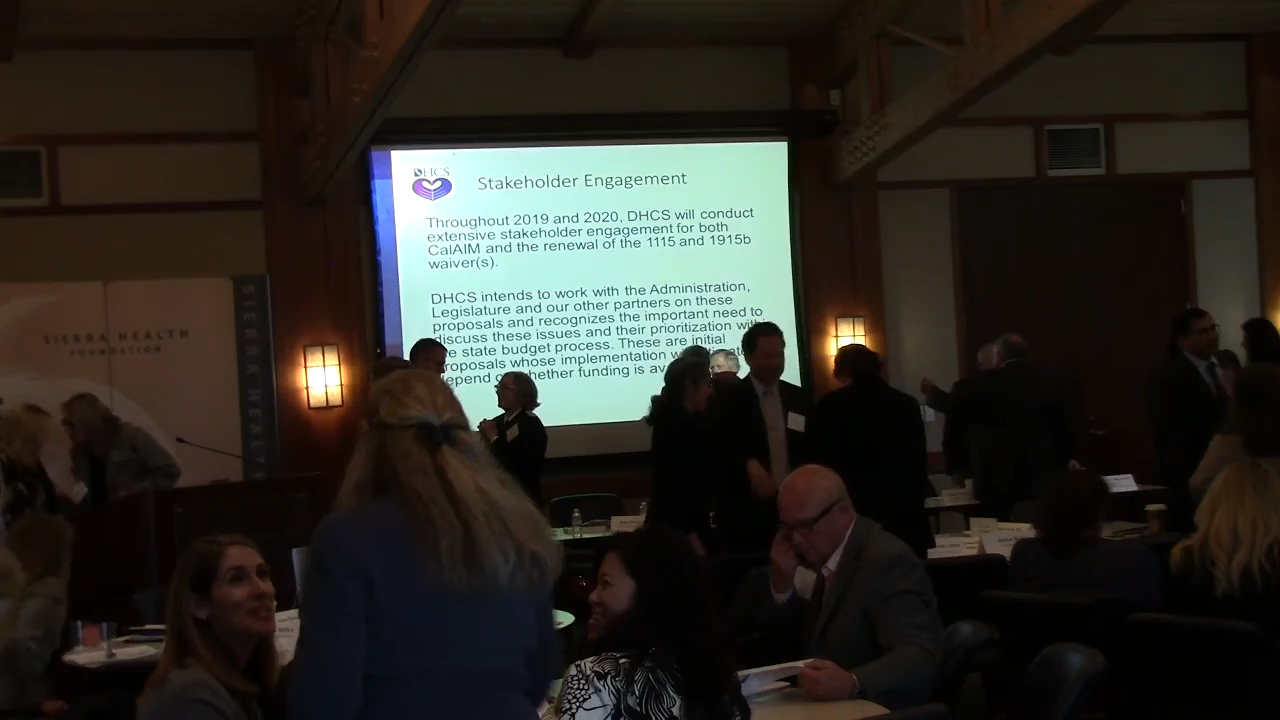 DHCS
Stakeholder Engagement
Throughout 2019 and 2020, DHCS will conduct
extensive stakeholder engagement for both
CalAIM and the renewal of the 1115 and 1915b
waiver(s).
DHCS intends to work with the Administration,
Legislature and our other partners on these
proposals and recognizes the important need to
discuss these issues and their prioritization
state budget process. These are initial
proposals whose implementation
whether funding is
SIERRA HEALTH
FOUNDATION
SIERRA HEALT